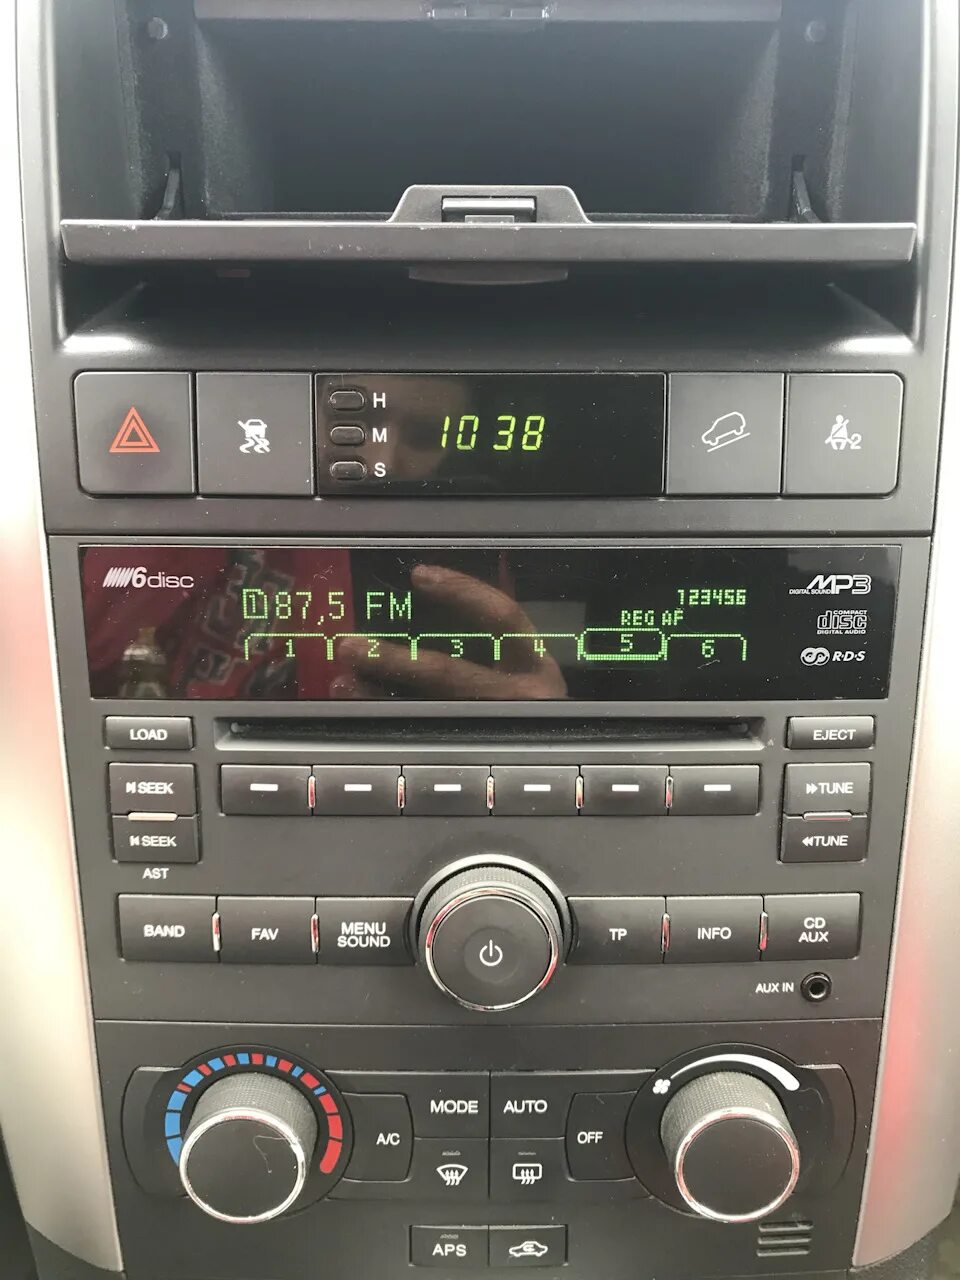 H
M
S
10 38
2
6disc
1 87,5 FM
123456
REG AF
1 2 3 4 5 6
MP3
DIGITAL SOUND
COMPACT
disc
DIGITAL AUDIO
R·D·S
LOAD
EJECT
SEEK
TUNE
SEEK
TUNE
AST
BAND
FAV
MENU
SOUND
TP
INFO
CD
AUX
AUX IN
MODE
AUTO
A/C
OFF
APS